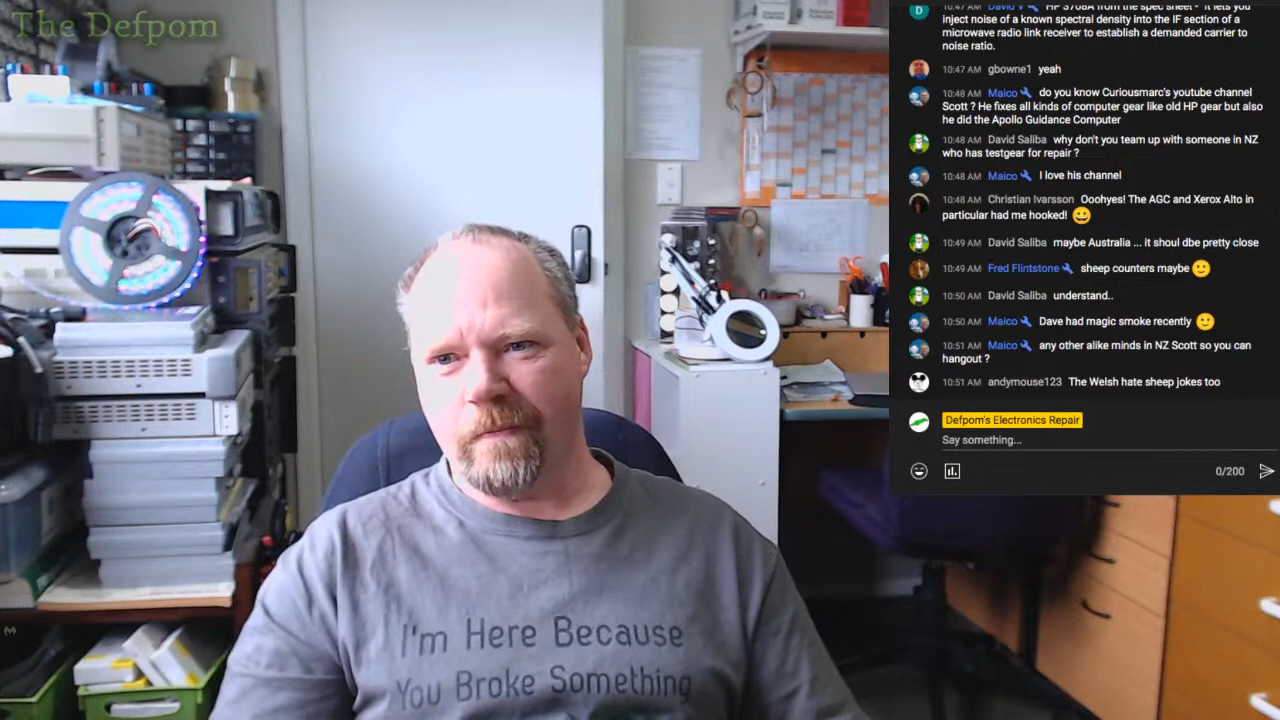 The Defpom
10:47 AM David V HP 3708A from the spec sheet - it lets you
inject noise of a known spectral density into the IF section of a
microwave radio link receiver to establish a demanded carrier to
noise ratio.
10:47 AM gbowne1 yeah
10:48 AM Maico do you know Curiousmarc's youtube channel
Scott ? He fixes all kinds of computer gear like old HP gear but also
he did the Apollo Guidance Computer
10:48 AM David Saliba why don't you team up with someone in NZ
who has testgear for repair ?
10:48 AM Maico I love his channel
10:48 AM Christian Ivarsson Ooohyes! The AGC and Xerox Alto in
particular had me hooked! 😀
10:49 AM David Saliba maybe Australia ... it shoul dbe pretty close
10:49 AM Fred Flintstone sheep counters maybe 🙂
10:50 AM David Saliba understand..
10:50 AM Maico Dave had magic smoke recently 🙂
10:51 AM Maico any other alike minds in NZ Scott so you can
hangout ?
10:51 AM andymouse123 The Welsh hate sheep jokes too
Defpom's Electronics Repair
Say something...
0/200
I'm Here Because
You Broke Something